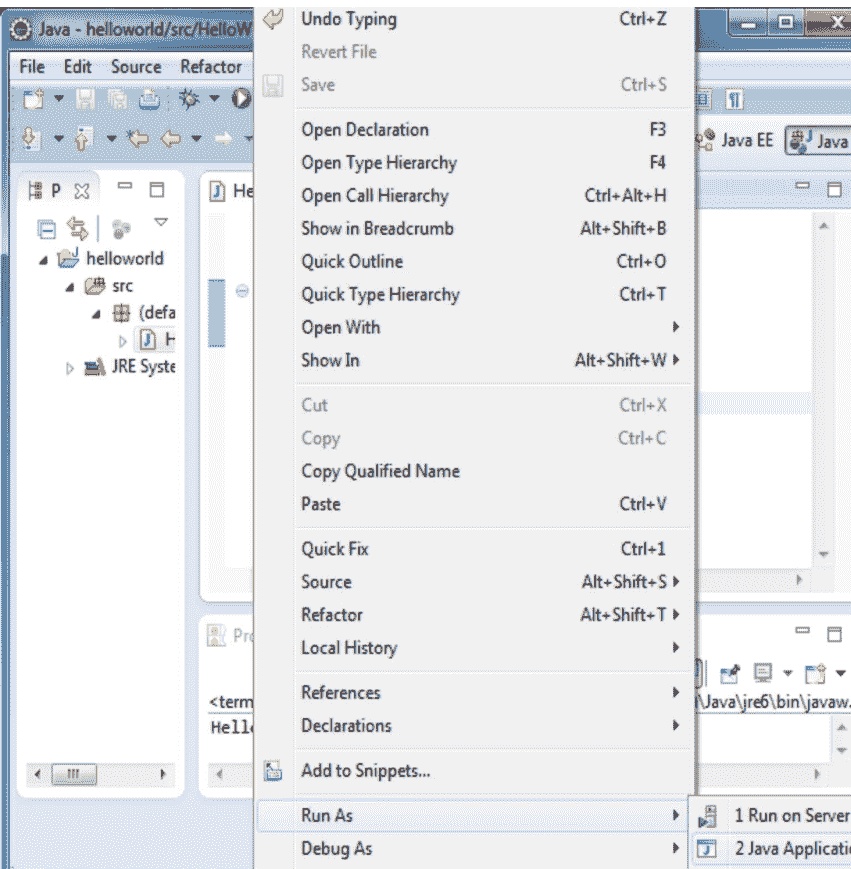 Java - helloworld/src/HelloW
File Edit Source Refactor
Java EE Java
P
He
helloworld
src
(defa
H
JRE Syste
Undo Typing Ctrl+Z
Revert File
Save Ctrl+S
Open Declaration F3
Open Type Hierarchy F4
Open Call Hierarchy Ctrl+Alt+H
Show in Breadcrumb Alt+Shift+B
Quick Outline Ctrl+O
Quick Type Hierarchy Ctrl+T
Open With
Show In Alt+Shift+W
Cut Ctrl+X
Copy Ctrl+C
Copy Qualified Name
Paste Ctrl+V
Quick Fix Ctrl+1
Source Alt+Shift+S
Refactor Alt+Shift+T
Local History
References
Declarations
Add to Snippets...
Run As
Debug As
Pro
<term
\Java\jre6\bin\javaw.
Hello
1 Run on Server
2 Java Applicatio